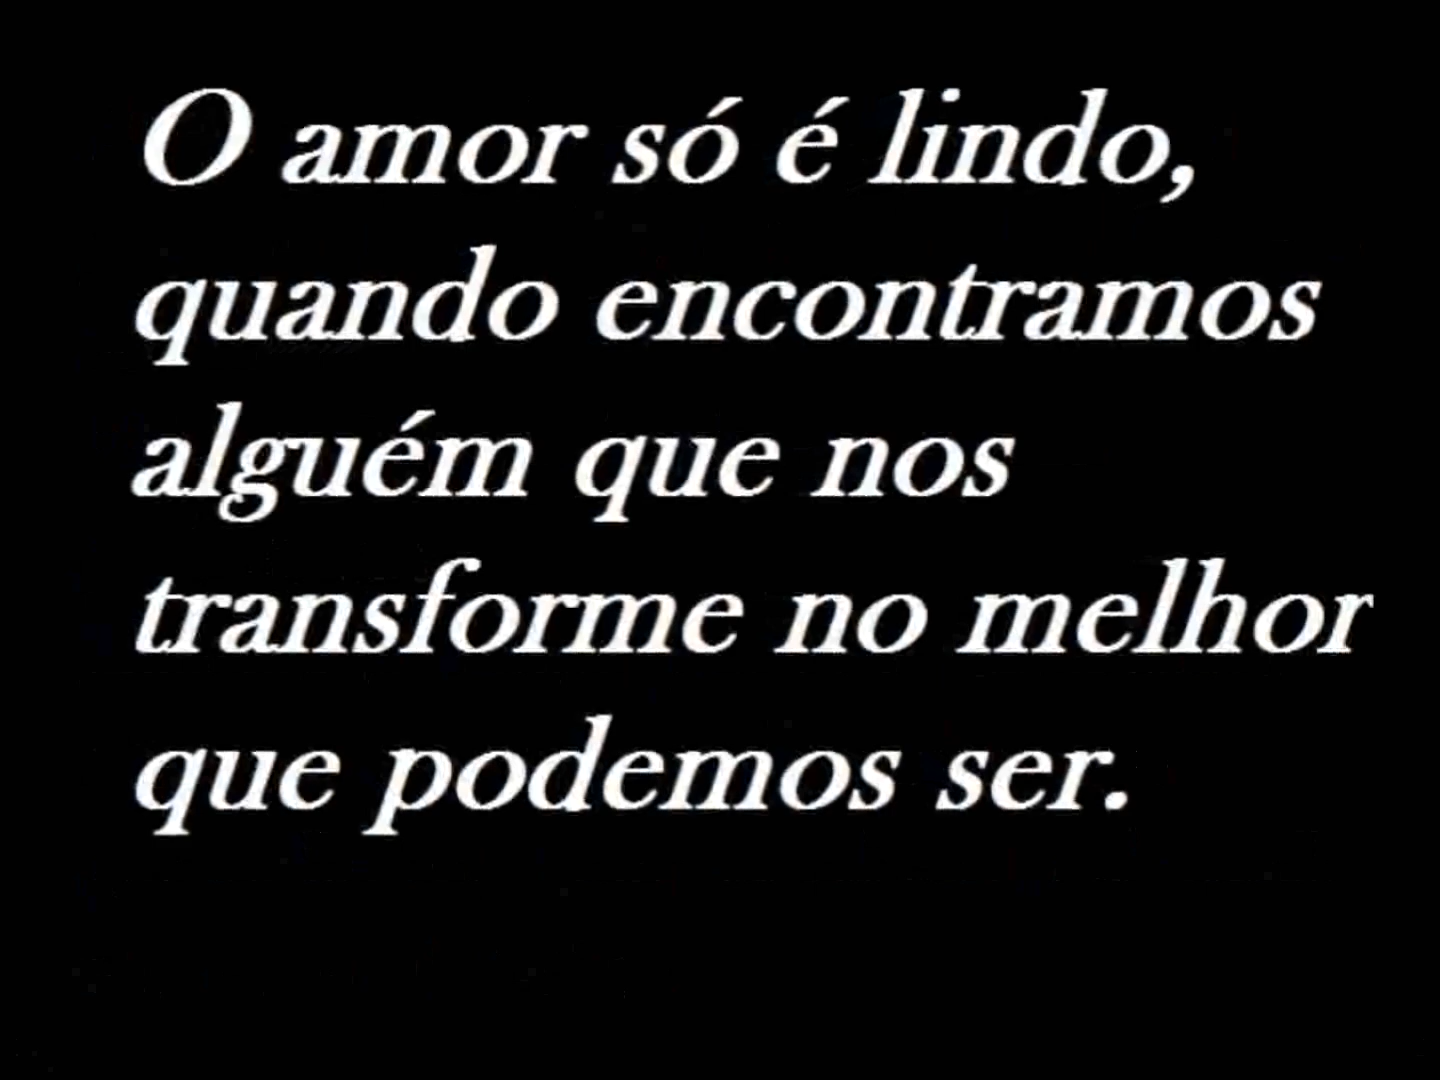 O amor só é lindo,
quando encontramos
alguém que nos
transforme no melhor
que podemos ser.